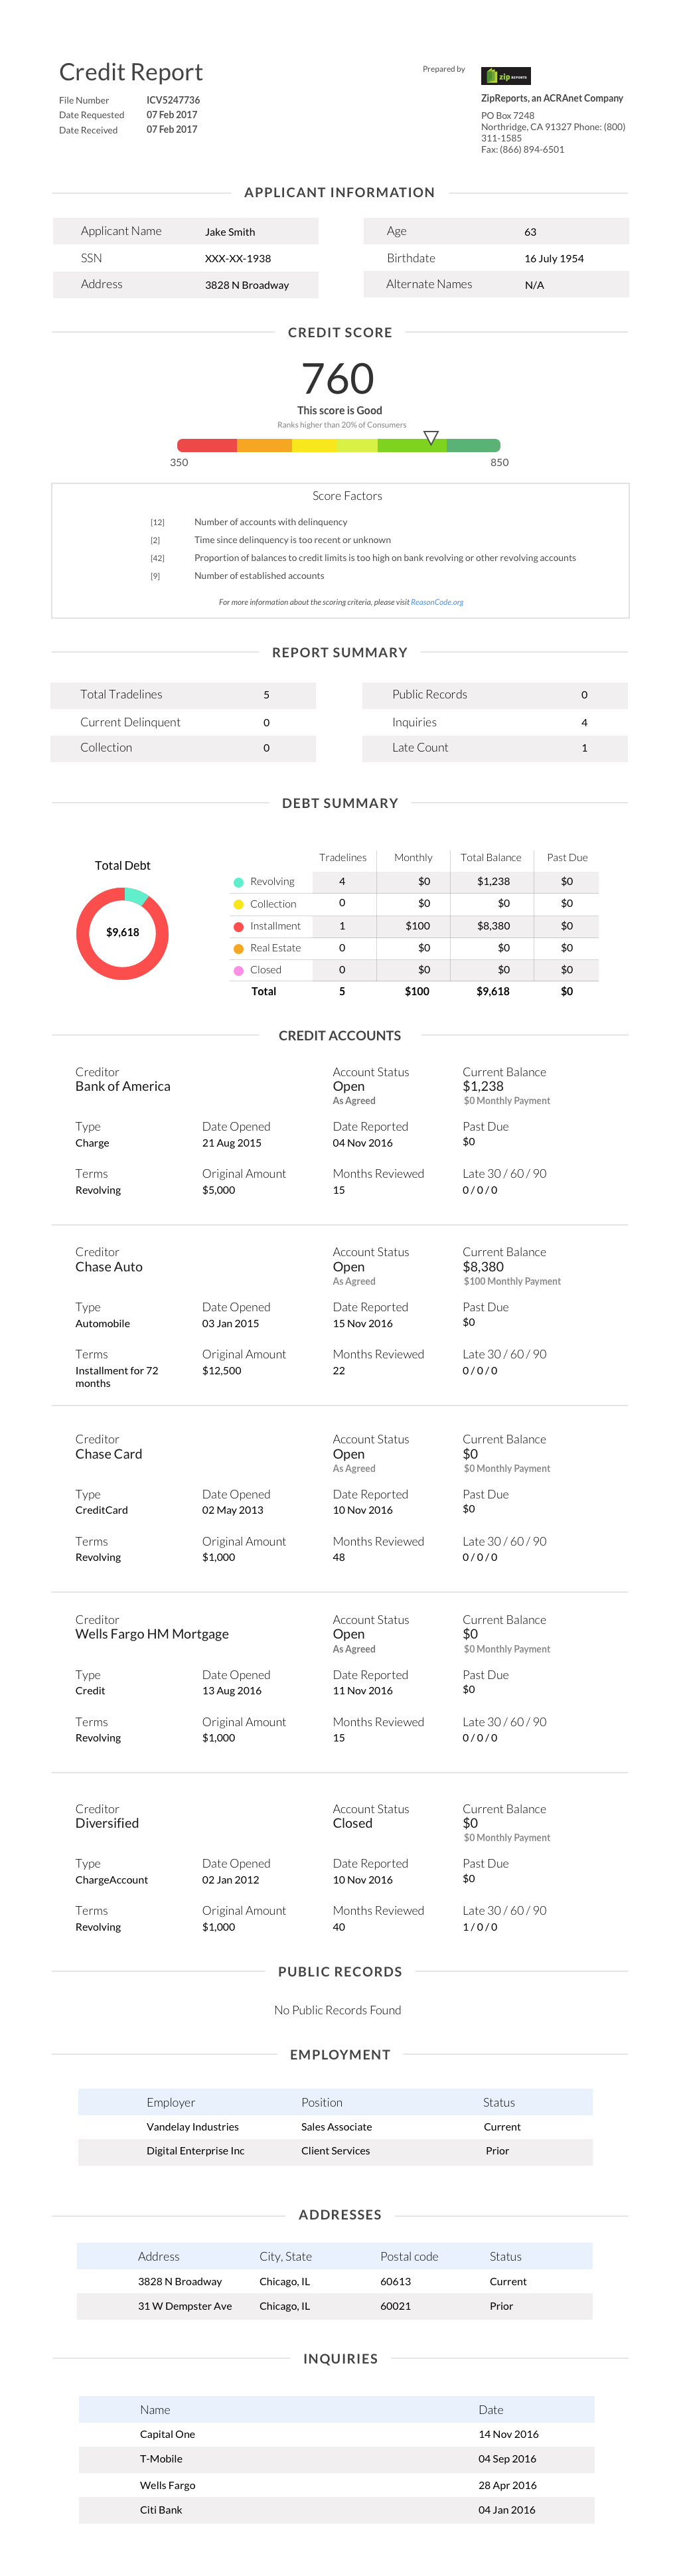 Credit Report
Prepared by
zip REPORTS
File Number ICV5247736
Date Requested 07 Feb 2017
Date Received 07 Feb 2017
ZipReports, an ACRAnet Company
PO Box 7248
Northridge, CA 91327 Phone: (800)
311-1585
Fax: (866) 894-6501
APPLICANT INFORMATION
Applicant Name Jake Smith Age 63
SSN XXX-XX-1938 Birthdate 16 July 1954
Address 3828 N Broadway Alternate Names N/A
CREDIT SCORE
760
This score is Good
Ranks higher than 20% of Consumers
350 850
Score Factors
[12] Number of accounts with delinquency
[2] Time since delinquency is too recent or unknown
[42] Proportion of balances to credit limits is too high on bank revolving or other revolving accounts
[9] Number of established accounts
For more information about the scoring criteria, please visit ReasonCode.org
REPORT SUMMARY
Total Tradelines 5 Public Records 0
Current Delinquent 0 Inquiries 4
Collection 0 Late Count 1
DEBT SUMMARY
Total Debt
$9,618
Tradelines Monthly Total Balance Past Due
Revolving 4 $0 $1,238 $0
Collection 0 $0 $0 $0
Installment 1 $100 $8,380 $0
Real Estate 0 $0 $0 $0
Closed 0 $0 $0 $0
Total 5 $100 $9,618 $0
CREDIT ACCOUNTS
Creditor Account Status Current Balance
Bank of America Open $1,238
As Agreed $0 Monthly Payment
Type Date Opened Date Reported Past Due
Charge 21 Aug 2015 04 Nov 2016 $0
Terms Original Amount Months Reviewed Late 30 / 60 / 90
Revolving $5,000 15 0 / 0 / 0
Creditor Account Status Current Balance
Chase Auto Open $8,380
As Agreed $100 Monthly Payment
Type Date Opened Date Reported Past Due
Automobile 03 Jan 2015 15 Nov 2016 $0
Terms Original Amount Months Reviewed Late 30 / 60 / 90
Installment for 72 $12,500 22 0 / 0 / 0
months
Creditor Account Status Current Balance
Chase Card Open $0
As Agreed $0 Monthly Payment
Type Date Opened Date Reported Past Due
CreditCard 02 May 2013 10 Nov 2016 $0
Terms Original Amount Months Reviewed Late 30 / 60 / 90
Revolving $1,000 48 0 / 0 / 0
Creditor Account Status Current Balance
Wells Fargo HM Mortgage Open $0
As Agreed $0 Monthly Payment
Type Date Opened Date Reported Past Due
Credit 13 Aug 2016 11 Nov 2016 $0
Terms Original Amount Months Reviewed Late 30 / 60 / 90
Revolving $1,000 15 0 / 0 / 0
Creditor Account Status Current Balance
Diversified Closed $0
$0 Monthly Payment
Type Date Opened Date Reported Past Due
ChargeAccount 02 Jan 2012 10 Nov 2016 $0
Terms Original Amount Months Reviewed Late 30 / 60 / 90
Revolving $1,000 40 1 / 0 / 0
PUBLIC RECORDS
No Public Records Found
EMPLOYMENT
Employer Position Status
Vandelay Industries Sales Associate Current
Digital Enterprise Inc Client Services Prior
ADDRESSES
Address City, State Postal code Status
3828 N Broadway Chicago, IL 60613 Current
31 W Dempster Ave Chicago, IL 60021 Prior
INQUIRIES
Name Date
Capital One 14 Nov 2016
T-Mobile 04 Sep 2016
Wells Fargo 28 Apr 2016
Citi Bank 04 Jan 2016